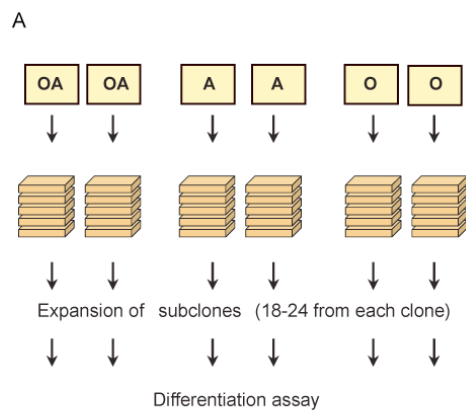 A
OA OA A A O O
Expansion of subclones (18-24 from each clone)
Differentiation assay